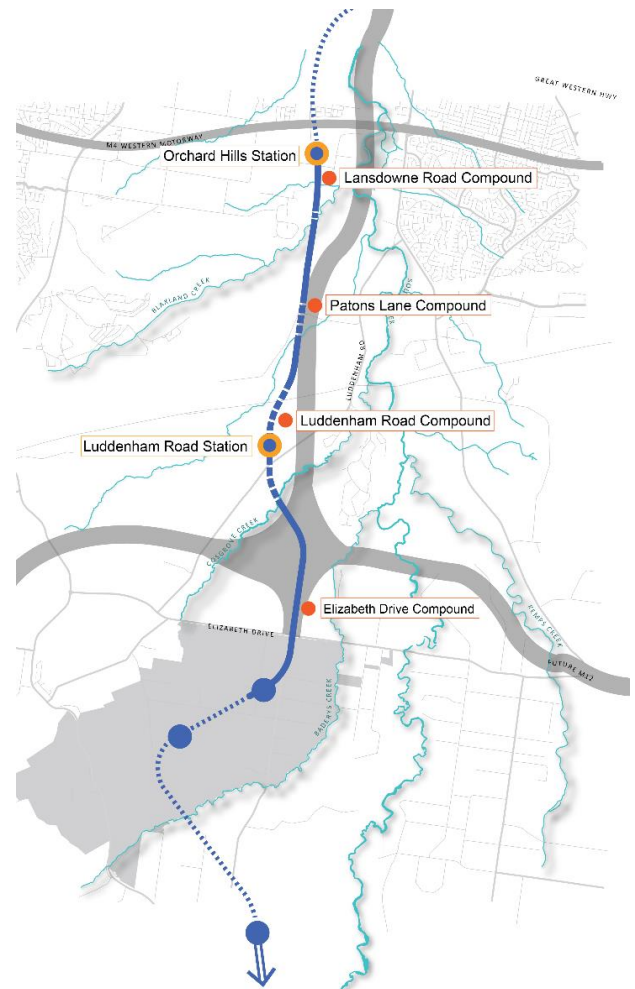 GREAT WESTERN HWY
M4 WESTERN MOTORWAY
Orchard Hills Station
Lansdowne Road Compound
BLAXLAND CREEK
Patons Lane Compound
LUDDENHAM RD
Luddenham Road Compound
Luddenham Road Station
COSGROVE CREEK
Elizabeth Drive Compound
KEMPS CREEK
ELIZABETH DRIVE
FUTURE M12
BADERYS CREEK